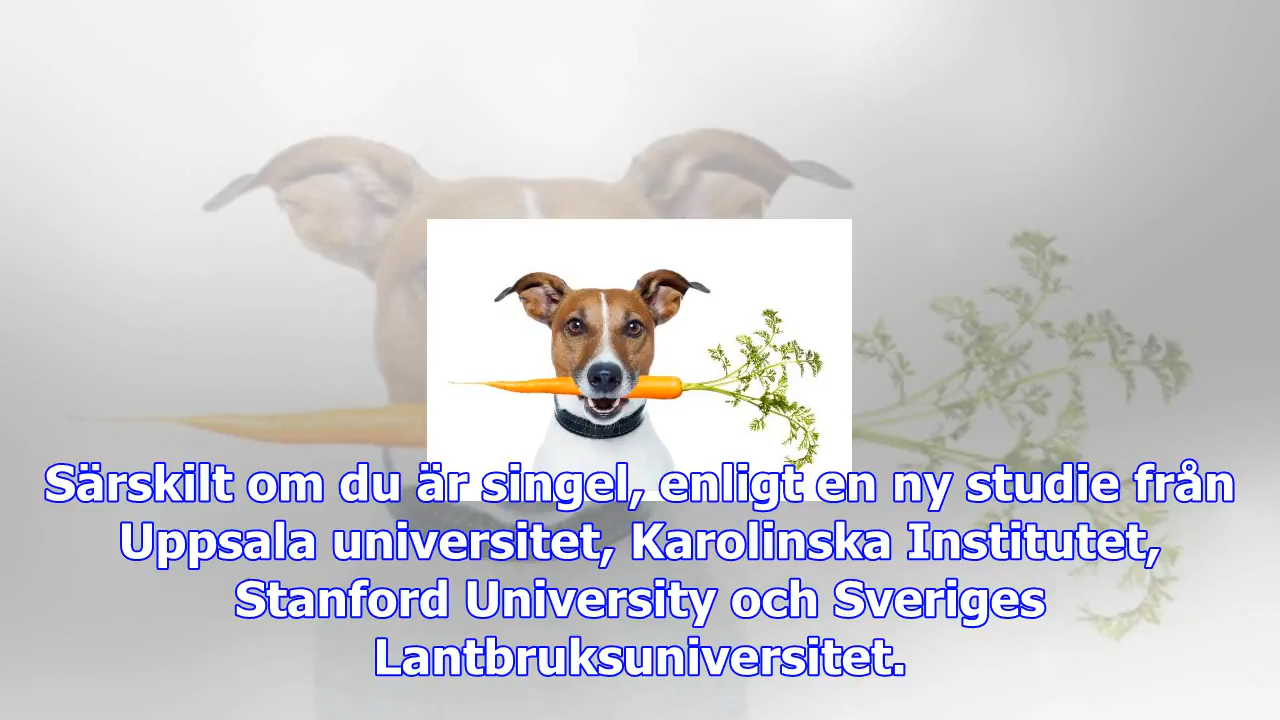 Särskilt om du är singel, enligt en ny studie från
Uppsala universitet, Karolinska Institutet,
Stanford University och Sveriges
Lantbruksuniversitet.